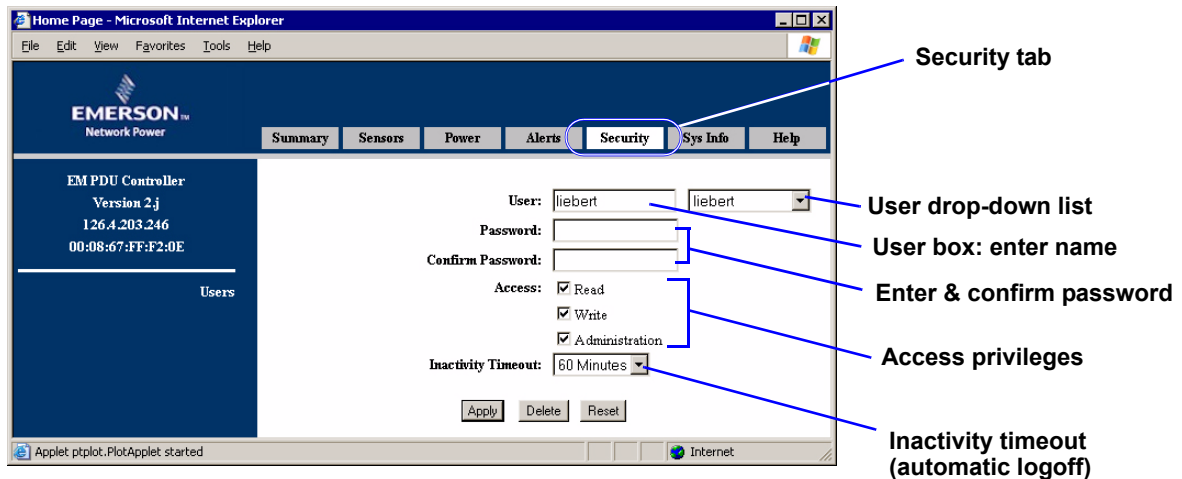 Home Page - Microsoft Internet Explorer
File Edit View Favorites Tools Help
EMERSON™
Network Power
Summary Sensors Power Alerts Security Sys Info Help
EM PDU Controller
Version 2.j
126.4.203.246
00:08:67:FF:F2:0E
Users
User: liebert liebert
Password:
Confirm Password:
Access: Read
Write
Administration
Inactivity Timeout: 60 Minutes
Apply Delete Reset
Applet ptplot.PlotApplet started Internet
Security tab
User drop-down list
User box: enter name
Enter & confirm password
Access privileges
Inactivity timeout
(automatic logoff)